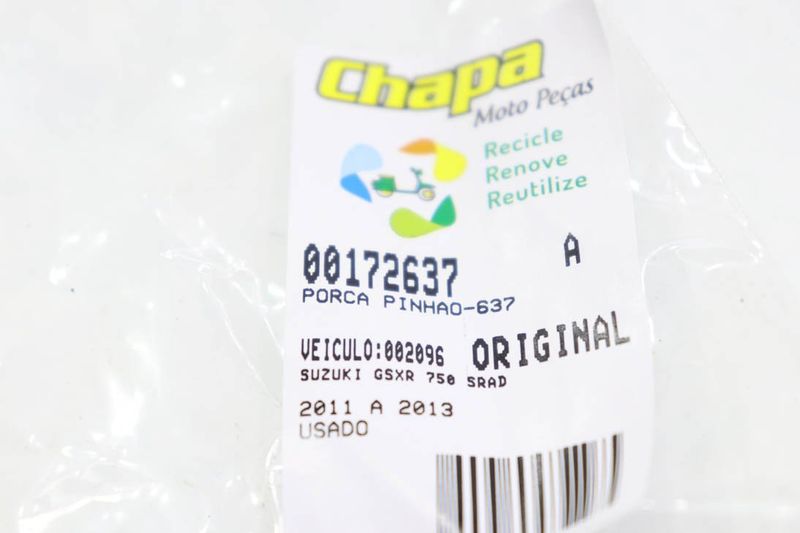 Chapa
Moto Peças
Recicle
Renove
Reutilize
00172637 A
PORCA PINHAO-637
VEICULO:002096 ORIGINAL
SUZUKI GSXR 750 SRAD
2011 A 2013
USADO